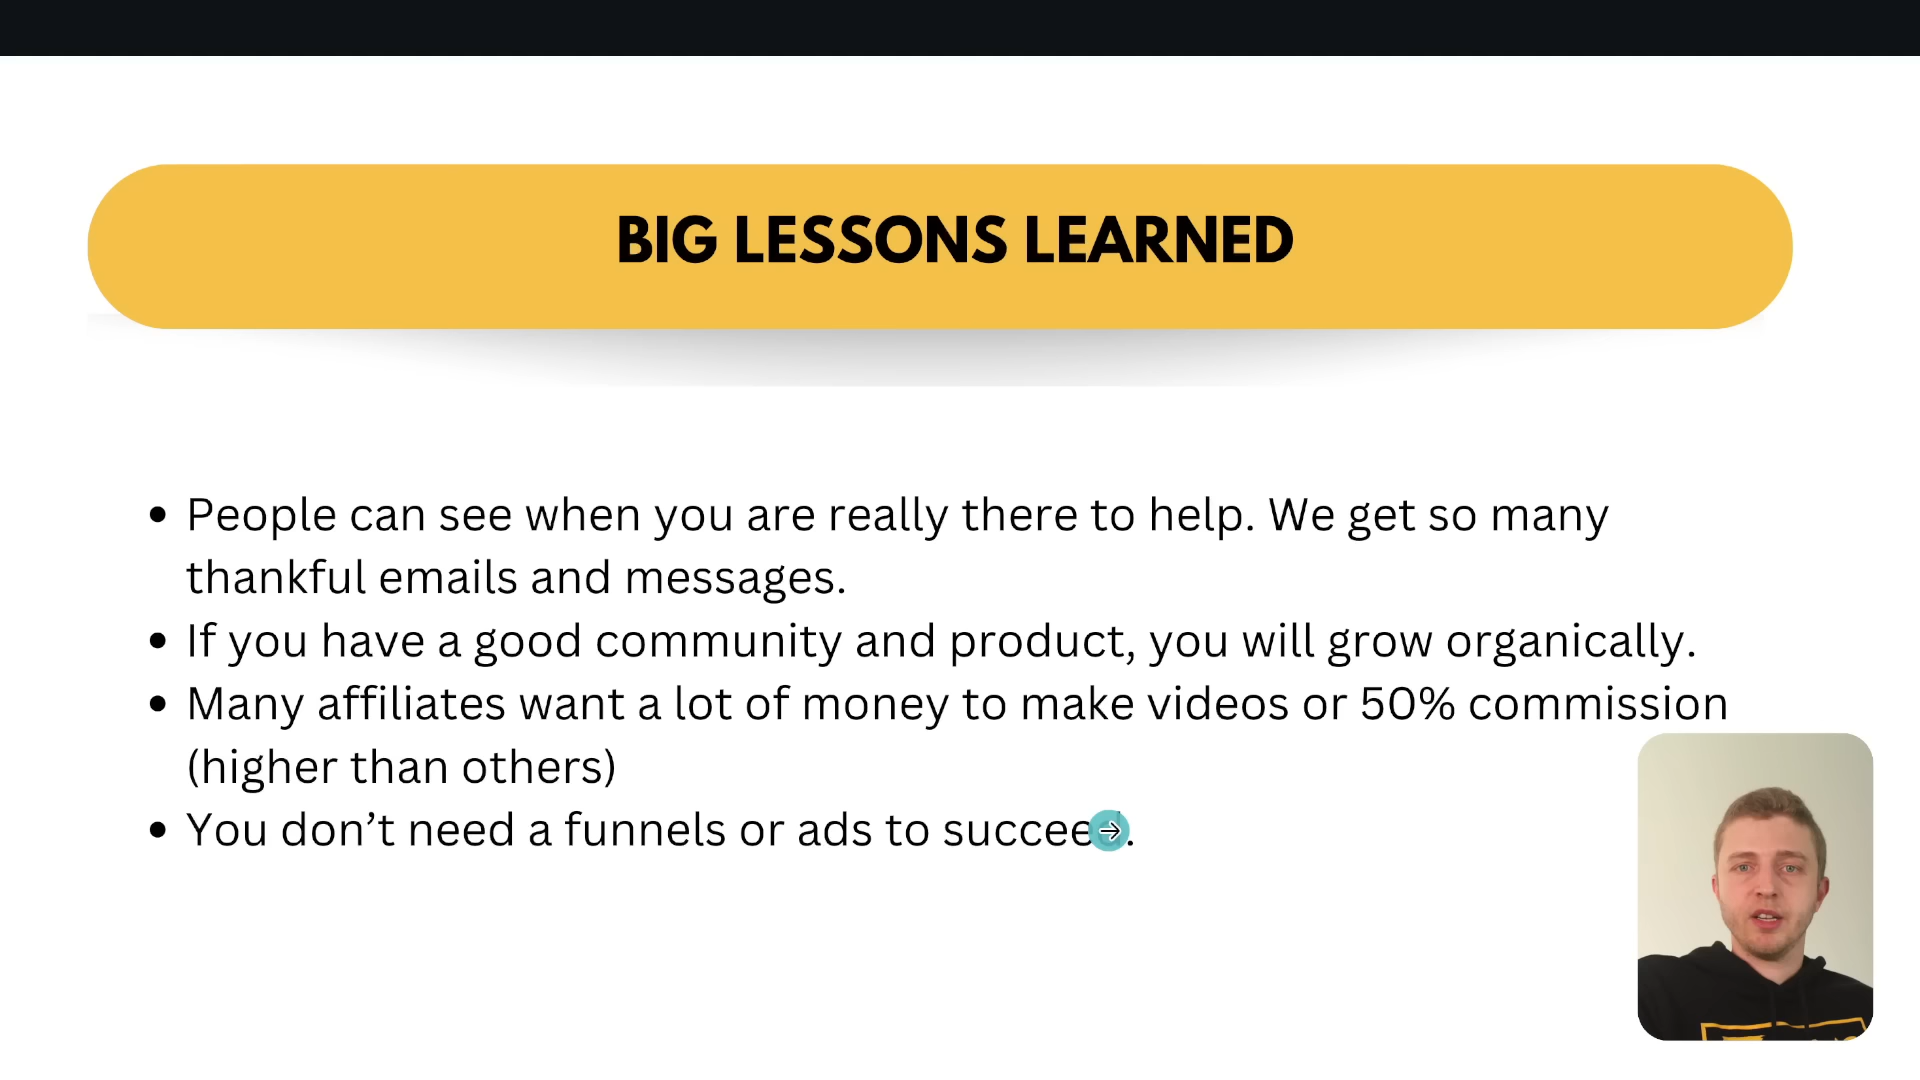 BIG LESSONS LEARNED
People can see when you are really there to help. We get so many
thankful emails and messages.
If you have a good community and product, you will grow organically.
Many affiliates want a lot of money to make videos or 50% commission
(higher than others)
You don’t need a funnels or ads to succeed.